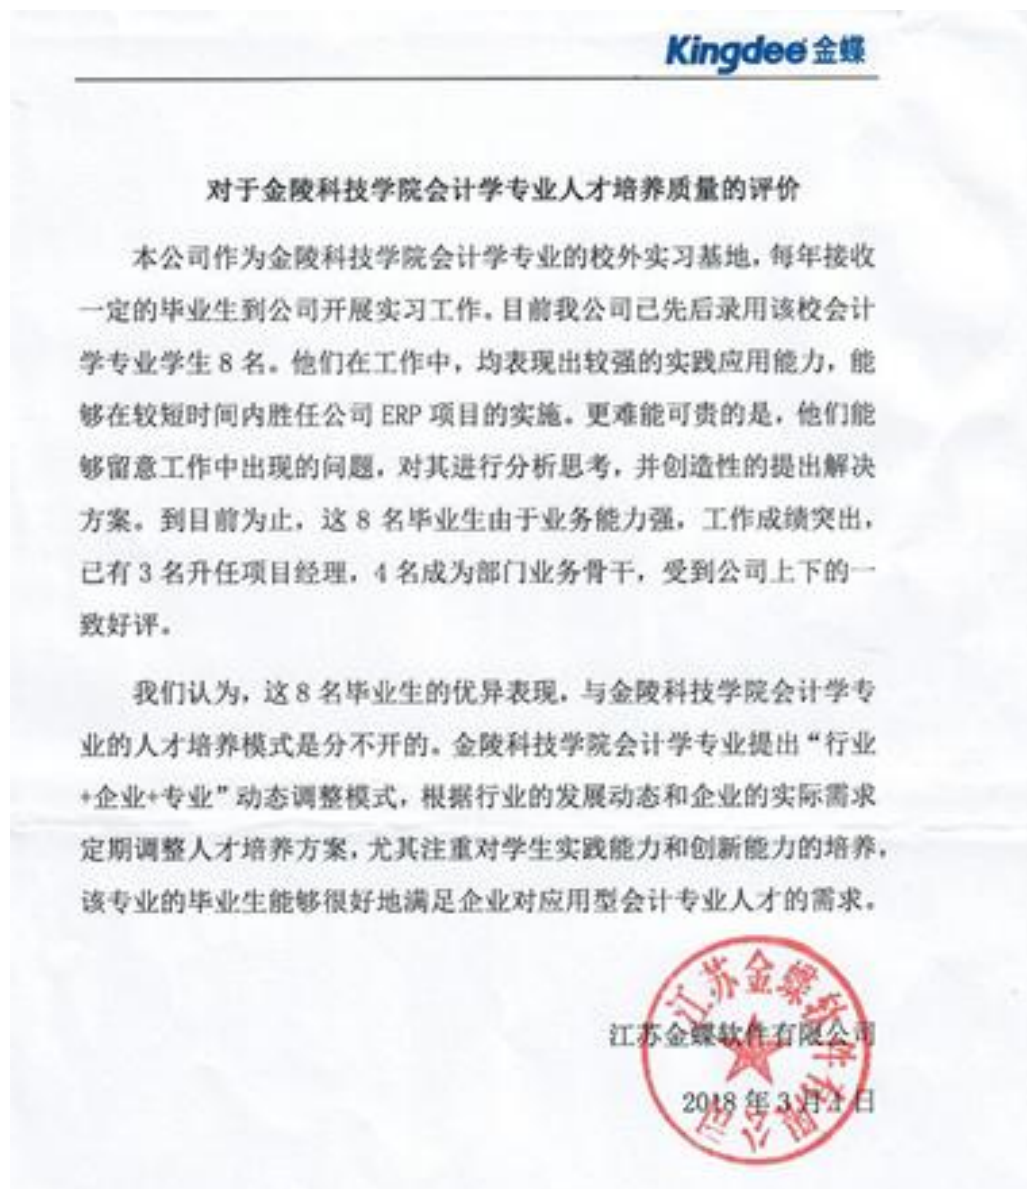 Kingdee 金蝶
对于金陵科技学院会计学专业人才培养质量的评价
本公司作为金陵科技学院会计学专业的校外实习基地，每年接收
一定的毕业生到公司开展实习工作。目前我公司已先后录用该校会计
学专业学生 8 名。他们在工作中，均表现出较强的实践应用能力，能
够在较短时间内胜任公司 ERP 项目的实施。更难能可贵的是，他们能
够留意工作中出现的问题，对其进行分析思考，并创造性的提出解决
方案。到目前为止，这 8 名毕业生由于业务能力强，工作成绩突出，
已有 3 名升任项目经理，4 名成为部门业务骨干，受到公司上下的一
致好评。
我们认为，这 8 名毕业生的优异表现，与金陵科技学院会计学专
业的人才培养模式是分不开的。金陵科技学院会计学专业提出“行业
+企业+专业”动态调整模式，根据行业的发展动态和企业的实际需求
定期调整人才培养方案，尤其注重对学生实践能力和创新能力的培养，
该专业的毕业生能够很好地满足企业对应用型会计专业人才的需求。
江苏金蝶软件有限公司
江苏金蝶软件有限公司
2018 年 3 月 1 日